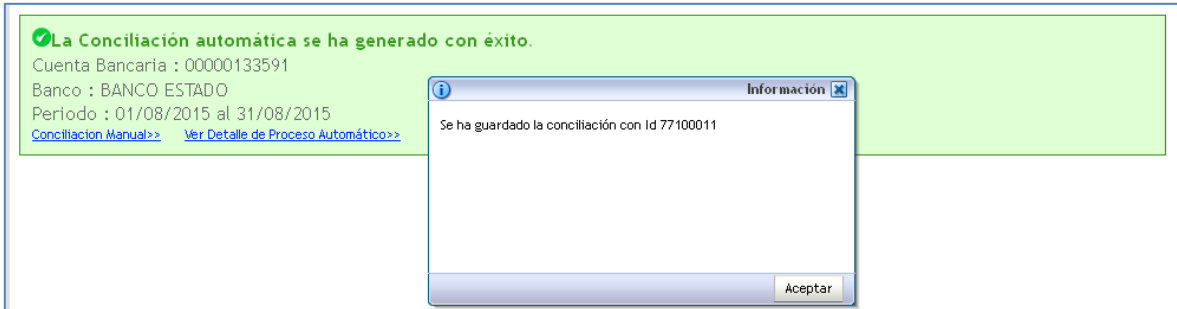 La Conciliación automática se ha generado con éxito.
Cuenta Bancaria : 00000133591
Banco : BANCO ESTADO
Periodo : 01/08/2015 al 31/08/2015
Conciliacion Manual>> Ver Detalle de Proceso Automático>>
Información
Se ha guardado la conciliación con Id 77100011
Aceptar